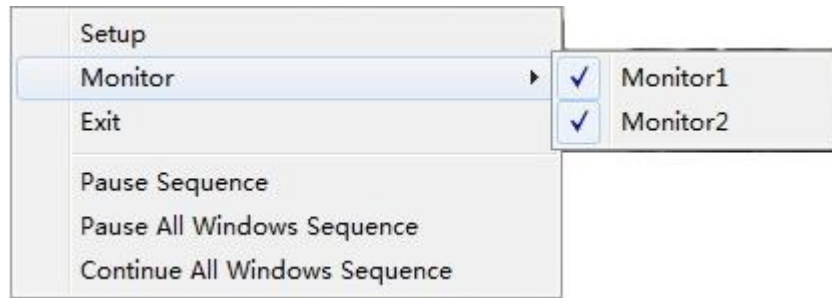 Setup
Monitor
Monitor1
Exit
Monitor2
Pause Sequence
Pause All Windows Sequence
Continue All Windows Sequence